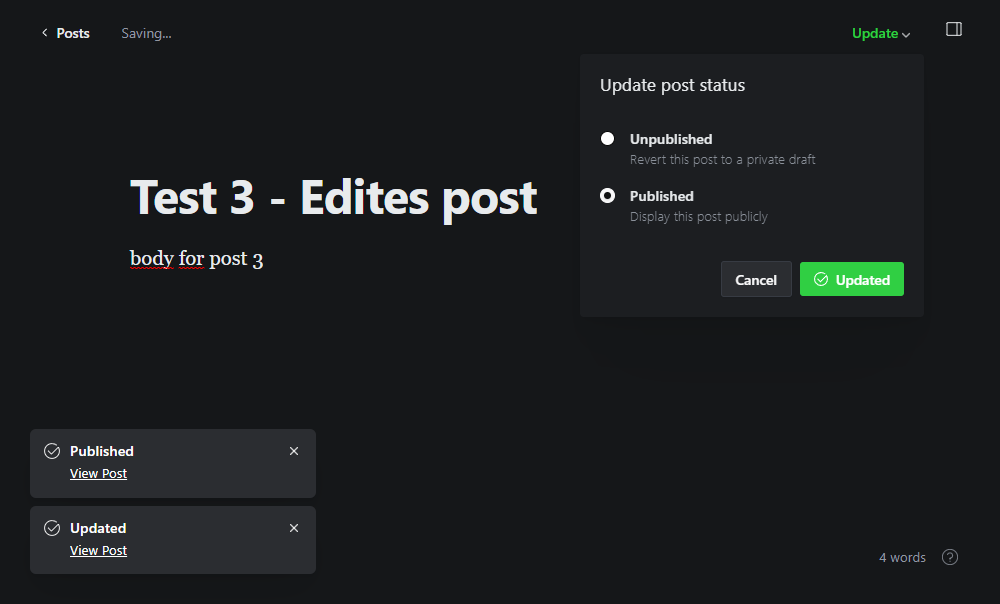 Posts
Saving...
Update
Update post status
Unpublished
Revert this post to a private draft
Published
Display this post publicly
Cancel
Updated
Test 3 - Edites post
body for post 3
Published
View Post
Updated
View Post
4 words
?